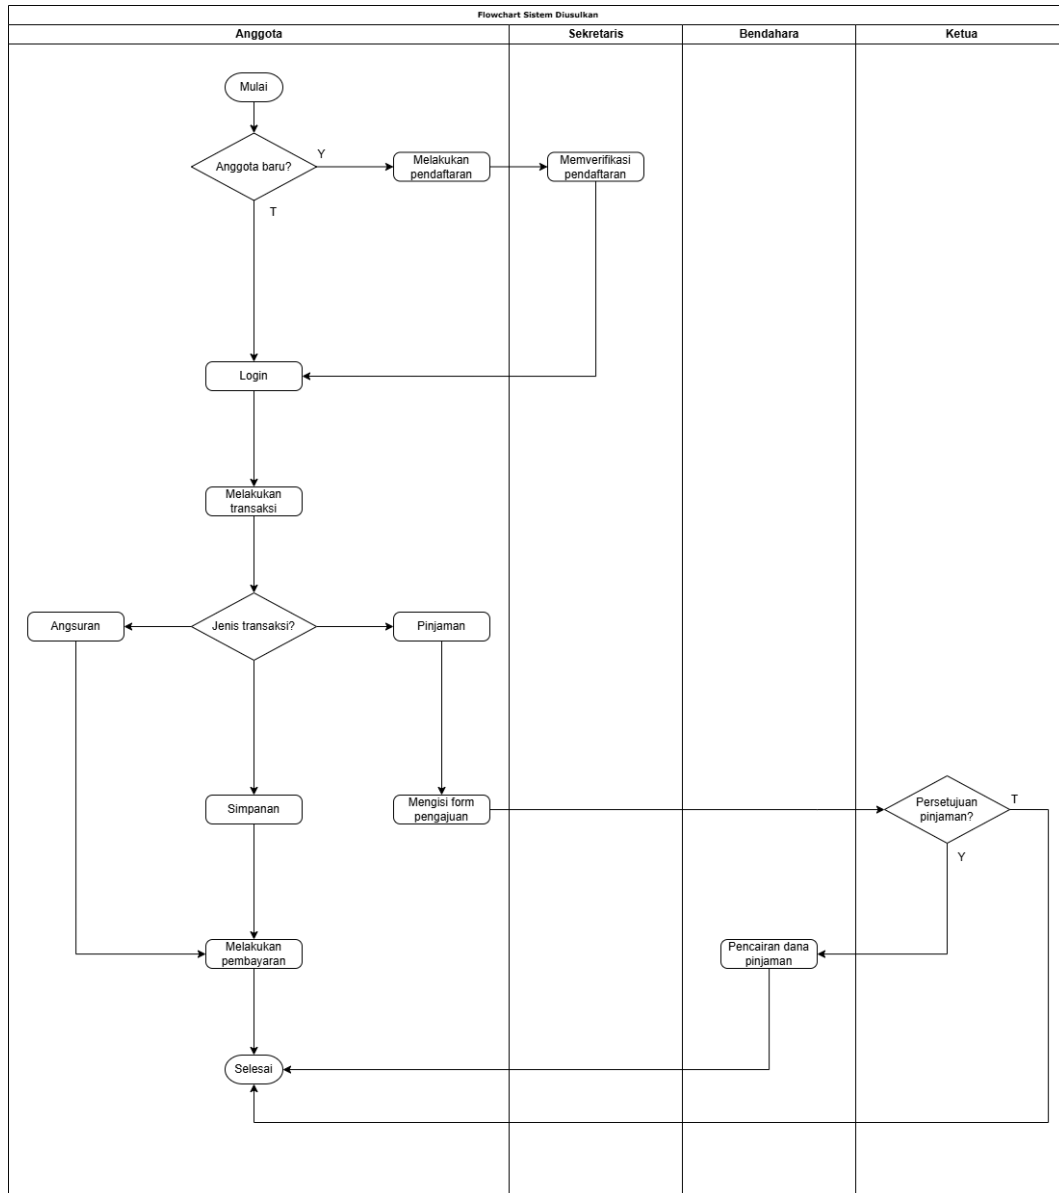 Flowchart Sistem Diusulkan
Anggota
Sekretaris
Bendahara
Ketua
Mulai
Anggota baru?
Y
T
Melakukan
pendaftaran
Memverifikasi
pendaftaran
Login
Melakukan
transaksi
Angsuran
Jenis transaksi?
Pinjaman
Simpanan
Mengisi form
pengajuan
Persetujuan
pinjaman?
T
Y
Melakukan
pembayaran
Pencairan dana
pinjaman
Selesai